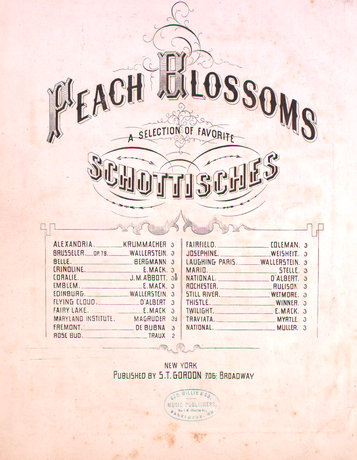 PEACH BLOSSOMS
A SELECTION OF FAVORITE
SCHOTTISCHES
ALEXANDRIA KRUMMACHER 3
BRUSSELER OP.78 WALLERSTEIN 3
BELLE BERGMANN 3
CRINOLINE E. MACK. 3
CORALIE J. M. ABBOTT.
EMBLEM E. MACK. 3
EDINBURG WALLERSTEIN 3
FLYING CLOUD D'ALBERT 3
FAIRY LAKE E. MACK. 3
MARYLAND INSTITUTE. MAGRUDER
FREMONT. DE BUBNA 3
ROSE BUD TRAUX 2
FAIRFIELD. COLEMAN. 3
JOSEPHINE. WEISHEIT. 3
LAUGHING PARIS. WALLERSTEIN. 3
MARIO. STELLE 3
NATIONAL. D'ALBERT. 3
ROCHESTER. RULISON 3
STILL RIVER. WETMORE. 3
THISTLE. WINNER. 3
TWILIGHT. E. MACK. 3
TRAVIATA. MYRTLE. 3
NATIONAL. MULLER. 3
NEW YORK
PUBLISHED BY S.T. GORDON 706 BROADWAY
MUSIC PUBLISHERS